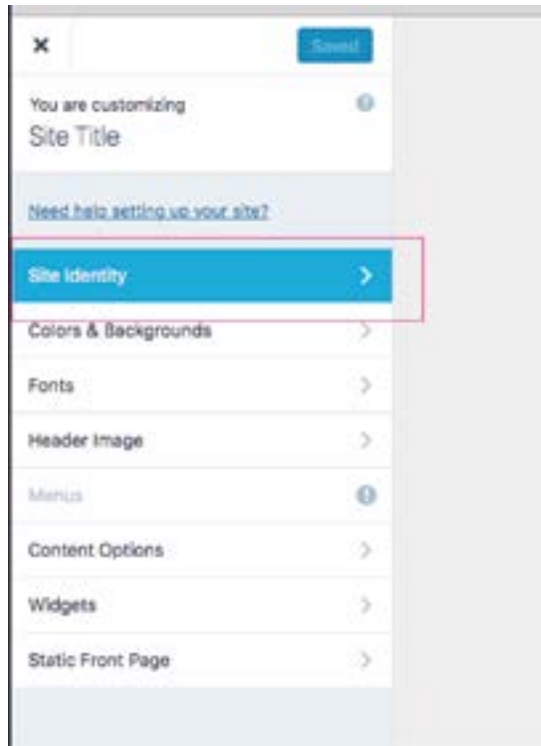 Saved
You are customizing
Site Title
Need help setting up your site?
Site Identity
Colors & Backgrounds
Fonts
Header Image
Menus
Content Options
Widgets
Static Front Page